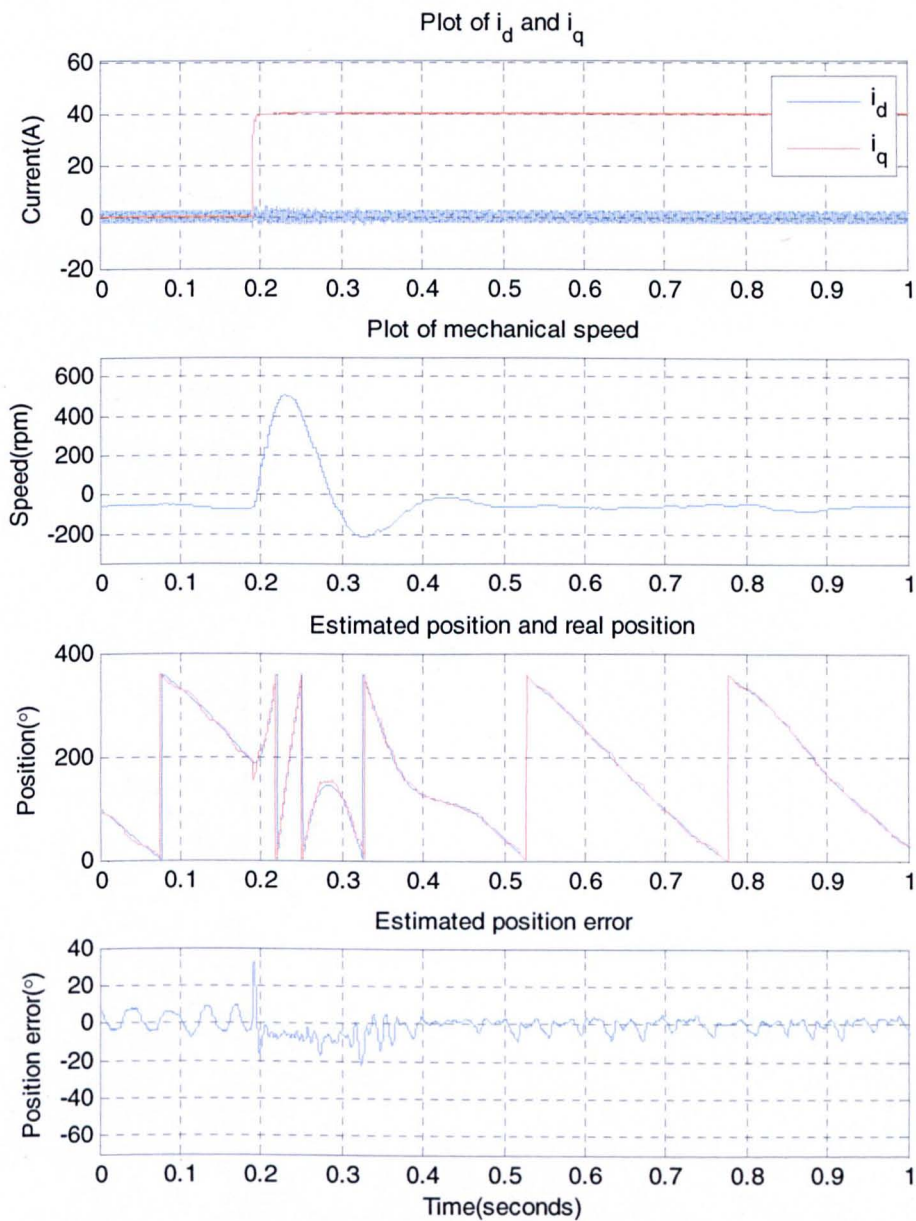 Plot of i_d and i_q
Current(A)
60
40
20
0
-20
i_d
i_q
0 0.1 0.2 0.3 0.4 0.5 0.6 0.7 0.8 0.9 1
Plot of mechanical speed
Speed(rpm)
600
400
200
0
-200
0 0.1 0.2 0.3 0.4 0.5 0.6 0.7 0.8 0.9 1
Estimated position and real position
Position(°)
400
200
0
0 0.1 0.2 0.3 0.4 0.5 0.6 0.7 0.8 0.9 1
Estimated position error
Position error(°)
40
20
0
-20
-40
-60
0 0.1 0.2 0.3 0.4 0.5 0.6 0.7 0.8 0.9 1
Time(seconds)